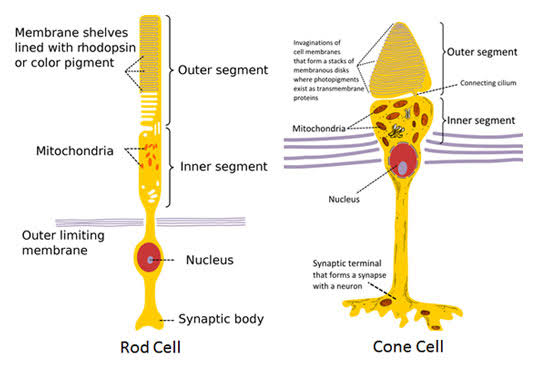 Membrane shelves
lined with rhodopsin
or color pigment
Outer segment
Mitochondria
Inner segment
Outer limiting
membrane
Nucleus
Synaptic body
Rod Cell
Invaginations of
cell membranes
that form a stacks of
membranous disks
where photopigments
exist as transmembrane
proteins
Outer segment
Connecting cilium
Inner segment
Mitochondria
Nucleus
Synaptic terminal
that forms a synapse
with a neuron
Cone Cell